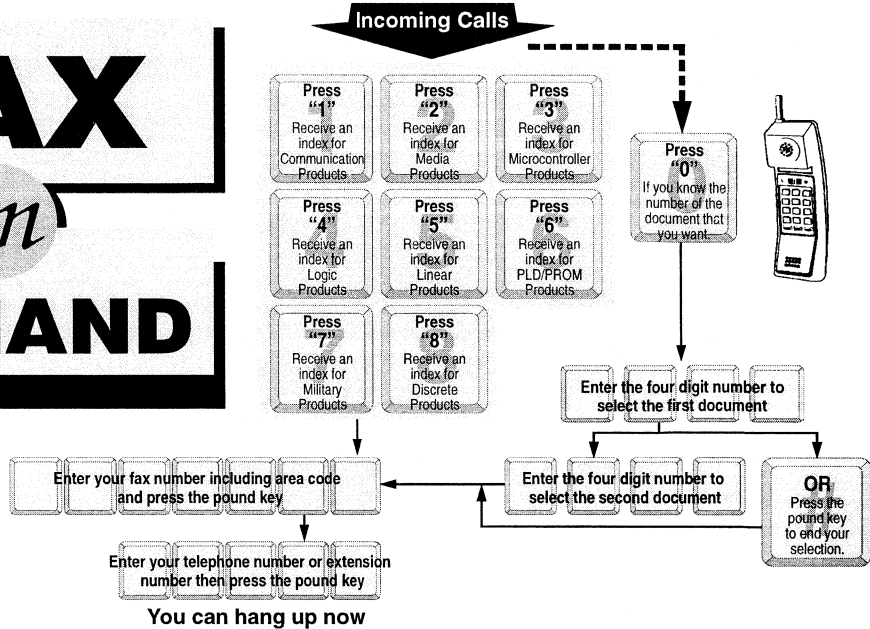 Incoming Calls
AX
n
AND
Press
“1”
Receive an
index for
Communication
Products
Press
“2”
Receive an
index for
Media
Products
Press
“3”
Receive an
index for
Microcontroller
Products
Press
“4”
Receive an
index for
Logic
Products
Press
“5”
Receive an
index for
Linear
Products
Press
“6”
Receive an
index for
PLD/PROM
Products
Press
“7”
Receive an
index for
Military
Products
Press
“8”
Receive an
index for
Discrete
Products
Press
“0”
If you know the
number of the
document that
you want.
Enter the four digit number to
select the first document
Enter the four digit number to
select the second document
OR
Press the
pound key
to end your
selection.
Enter your fax number including area code
and press the pound key
Enter your telephone number or extension
number then press the pound key
You can hang up now